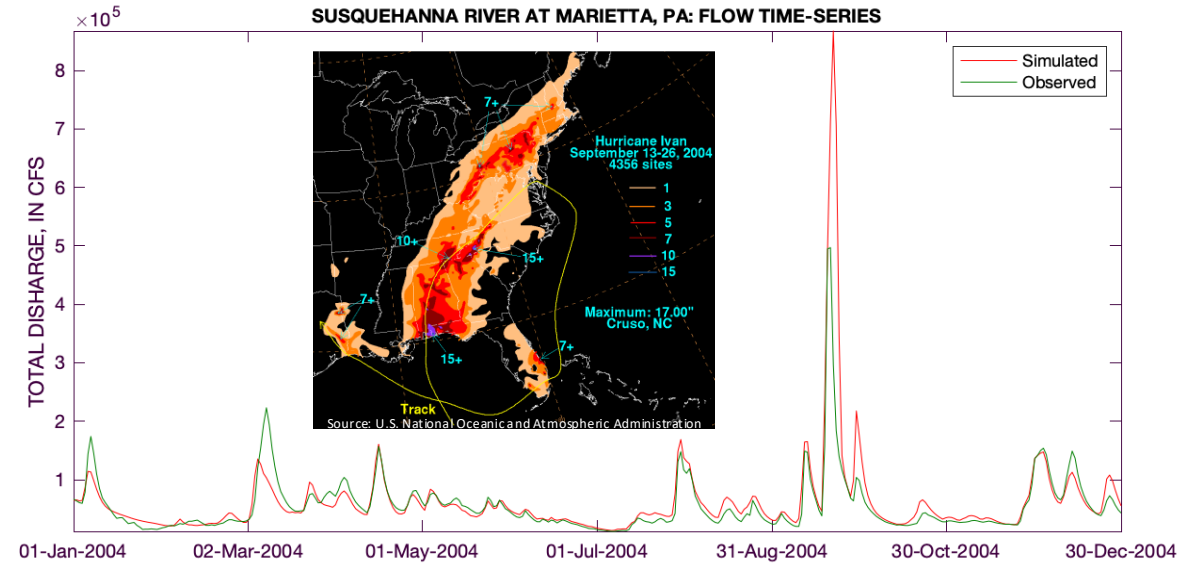 SUSQUEHANNA RIVER AT MARIETTA, PA: FLOW TIME-SERIES
×10⁵
TOTAL DISHARGE, IN CFS
8
7
6
5
4
3
2
1
01-Jan-2004
02-Mar-2004
01-May-2004
01-Jul-2004
31-Aug-2004
30-Oct-2004
30-Dec-2004
Simulated
Observed
7+
Hurricane Ivan
September 13-26, 2004
4356 sites
1
3
5
7
10
15
10+
15+
7+
Maximum: 17.00"
Cruso, NC
7+
15+
Track
Source: U.S. National Oceanic and Atmospheric Administration